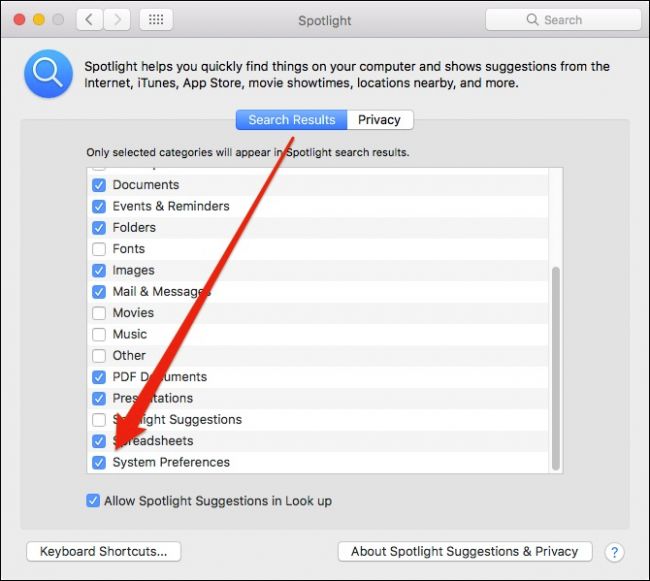 Spotlight
Search
Spotlight helps you quickly find things on your computer and shows suggestions from the
Internet, iTunes, App Store, movie showtimes, locations nearby, and more.
Search Results
Privacy
Only selected categories will appear in Spotlight search results.
Documents
Events & Reminders
Folders
Fonts
Images
Mail & Messages
Movies
Music
Other
PDF Documents
Presentations
Spotlight Suggestions
Spreadsheets
System Preferences
Allow Spotlight Suggestions in Look up
Keyboard Shortcuts...
About Spotlight Suggestions & Privacy
?